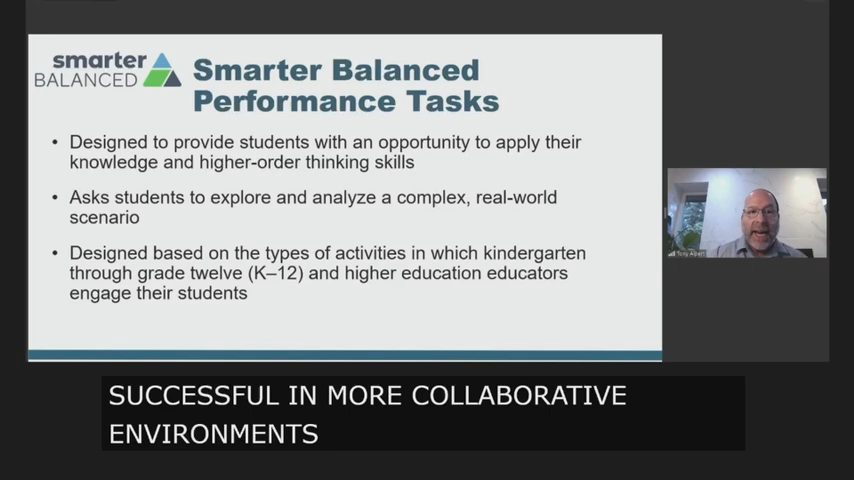 smarter
BALANCED
Smarter Balanced
Performance Tasks
• Designed to provide students with an opportunity to apply their
knowledge and higher-order thinking skills
• Asks students to explore and analyze a complex, real-world
scenario
• Designed based on the types of activities in which kindergarten
through grade twelve (K–12) and higher education educators
engage their students
Tony Alpert
SUCCESSFUL IN MORE COLLABORATIVE
ENVIRONMENTS